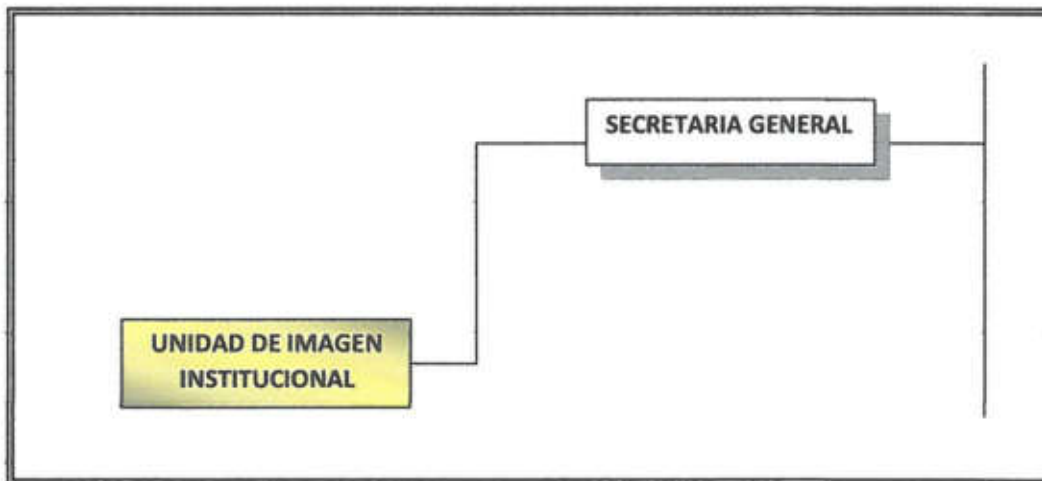 SECRETARIA GENERAL
UNIDAD DE IMAGEN
INSTITUCIONAL